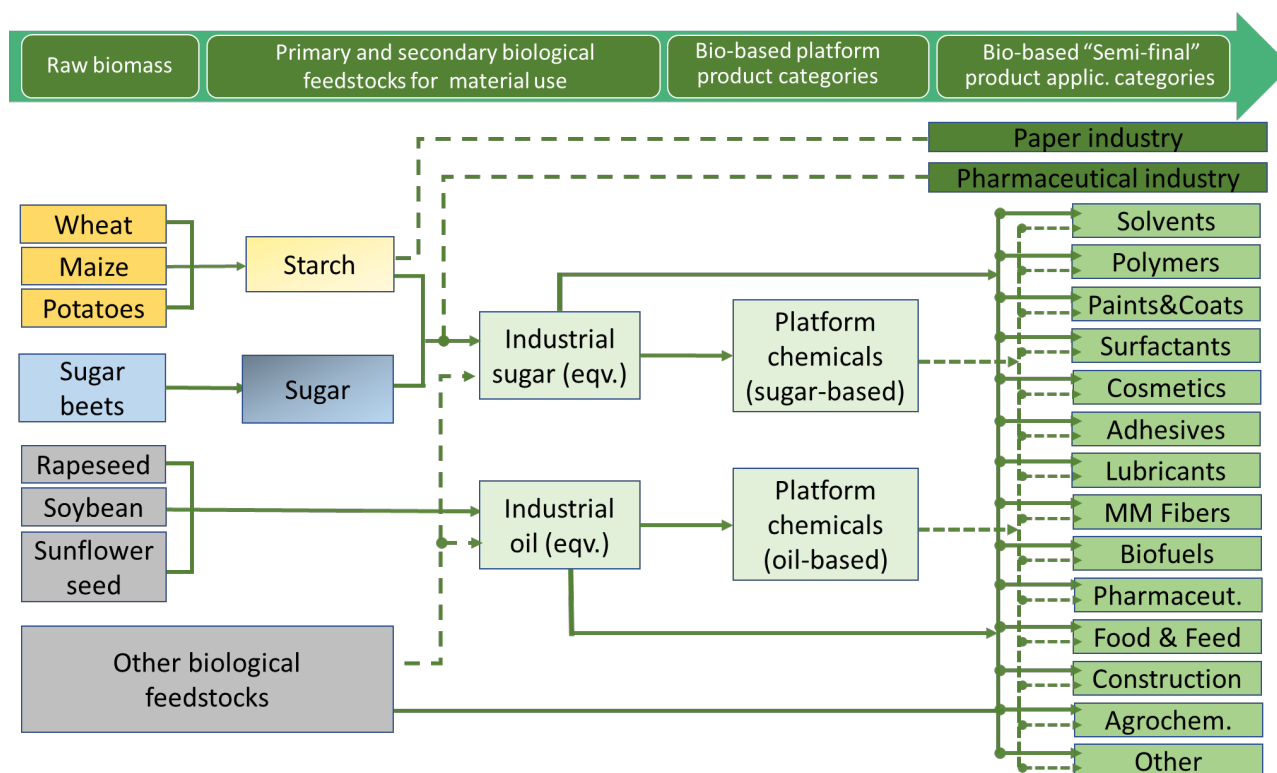 Raw biomass
Primary and secondary biological
feedstocks for material use
Bio-based platform
product categories
Bio-based “Semi-final”
product applic. categories
Paper industry
Pharmaceutical industry
Wheat
Maize
Potatoes
Starch
Sugar
beets
Sugar
Rapeseed
Soybean
Sunflower
seed
Other biological
feedstocks
Industrial
sugar (eqv.)
Industrial
oil (eqv.)
Platform
chemicals
(sugar-based)
Platform
chemicals
(oil-based)
Solvents
Polymers
Paints&Coats
Surfactants
Cosmetics
Adhesives
Lubricants
MM Fibers
Biofuels
Pharmaceut.
Food & Feed
Construction
Agrochem.
Other